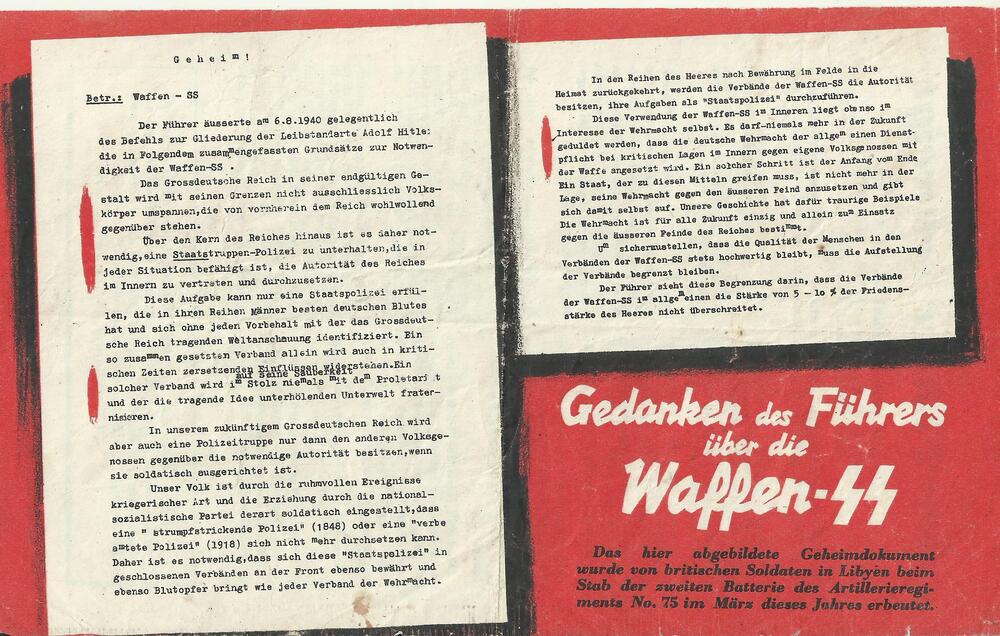 Geheim!
Betr.: Waffen - SS
Der Führer äusserte am 6.8.1940 gelegentlich
des Befehls zur Gliederung der Leibstandarte Adolf Hitle:
die in Folgendem zusammengefassten Grundsätze zur Notwen-
digkeit der Waffen-SS .
Das Grossdeutsche Reich in seiner endgültigen Ge-
stalt wird mit seinen Grenzen nicht ausschliesslich Volks-
körper umspannen,die von vornherein dem Reich wohlwollend
gegenüber stehen.
Über den Kern des Reiches hinaus ist es daher not-
wendig,eine Staatstruppen-Polizei zu unterhalten,die in
jeder Situation befähigt ist, die Autorität des Reiches
im Innern zu vertreten und durchzusetzen.
Diese Aufgabe kann nur eine Staatspolizei erfül-
len, die in ihren Reihen Männer besten deutschen Blutes
hat und sich ohne jeden Vorbehalt mit der das Grossdeut-
sche Reich tragenden Weltanschauung identifiziert. Ein
so zusammen gesetzten Verband allein wird auch in kriti-
schen Zeiten zersetzenden Einflüssen widerstehen.Ein
auf seine Sauberkeit
solcher Verband wird im Stolz niemals mit dem Proletari t
und der die tragende Idee unterhölenden Unterwelt frater-
nisieren.
In unserem zukünftigem Grossdeutschen Reich wird
aber auch eine Polizeitruppe nur dann den anderen Volksge-
nossen gegenüber die notwendige Autorität besitzen,wenn
sie soldatisch ausgerichtet ist.
Unser Volk ist durch die ruhmvollen Ereignisse
kriegerischer Art und die Erziehung durch die national-
sozialistische Partei derart soldatisch eingestellt,dass
eine " strumpfstrickende Polizei" (1848) oder eine "verbe
amtete Polizei" (1918) sich nicht mehr durchsetzen kann.
Daher ist es notwendig,dass sich diese "Staatspolizei" in
geschlossenen Verbänden an der Front ebenso bewährt und
ebenso Blutopfer bringt wie jeder Verband der Wehrmacht.
In den Reihen des Heeres nach Bewährung im Felde in die
Heimat zurückgekehrt, werden die Verbände der Waffen-SS die Autorität
besitzen, ihre Aufgaben als "Staatspolizei" durchzuführen.
Diese Verwendung der Waffen-SS im Inneren liegt ebenso im
Interesse der Wehrmacht selbst. Es darf-niemals mehr in der Zukunft
geduldet werden, dass die deutsche Wehrmacht der allgem einen Dienst-
pflicht bei kritischen Lagen im Innern gegen eigene Volksgenossen mit
der Waffe angesetzt wird. Ein solcher Schritt ist der Anfang vom Ende
Ein Staat, der zu diesen Mitteln greifen muss, ist nicht mehr in der
Lage, seine Wehrmacht gegen den äusseren Feind anzusetzen und gibt
sich damit selbst auf. Unsere Geschichte hat dafür traurige Beispiele
Die Wehrmacht ist für alle Zukunft einzig und allein zum Einsatz
gegen die äusseren Feinde des Reiches bestimmt.
Um sicherzustellen, dass die Qualität der Menschen in den
Verbänden der Waffen-SS stets hochwertig bleibt, muss die Aufstellung
der Verbände begrenzt bleiben.
Der Führer sieht diese Begrenzung darin, dass die Verbände
der Waffen-SS im allgemeinen die Stärke von 5 - lo % der Friedens-
stärke des Heeres nicht überschreitet.
Gedanken des Führers
über die
Waffen-SS
Das hier abgebildete Geheimdokument
wurde von britischen Soldaten in Libyen beim
Stab der zweiten Batterie des Artillerieregi-
ments No. 75 im März dieses Jahres erbeutet.